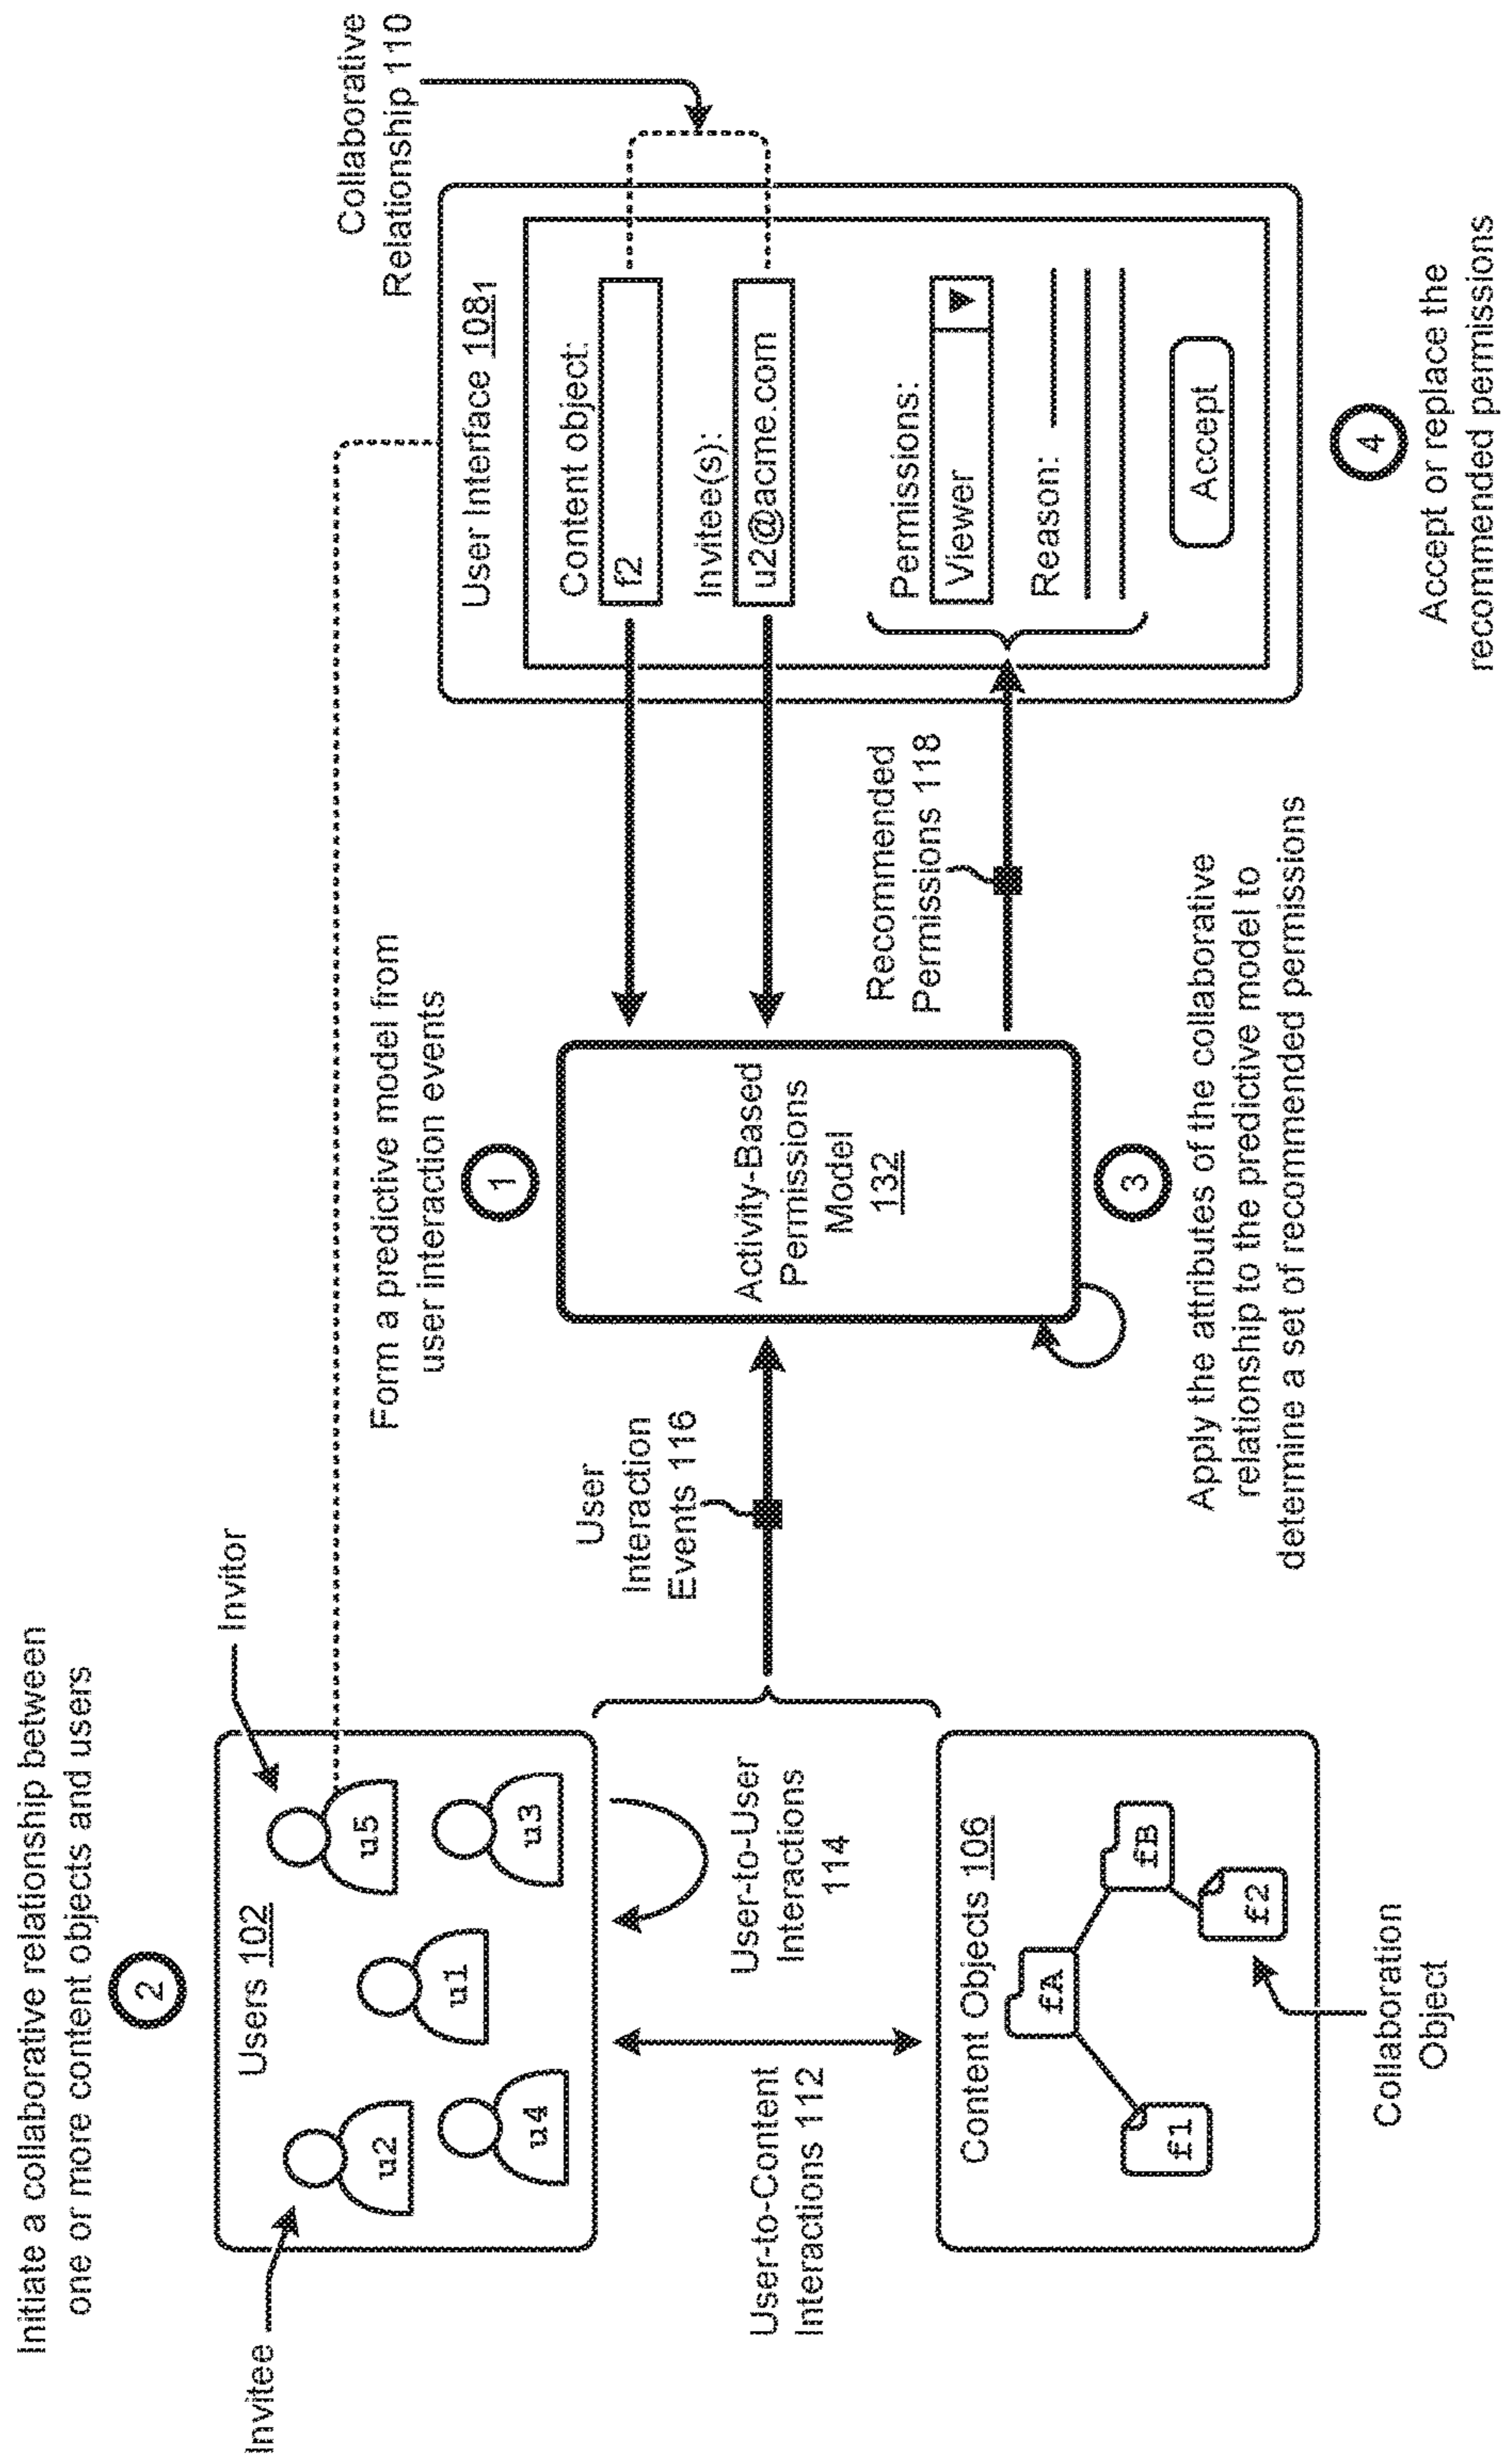 Initiate a collaborative relationship between
one or more content objects and users
2
Invitee
Invitor
Users 102
u2
u1
u5
u4
u3
User-to-Content
Interactions 112
User-to-User
Interactions
114
Content Objects 106
fA
fB
f1
f2
Collaboration
Object
User
Interaction
Events 116
Form a predictive model from
user interaction events
1
Activity-Based
Permissions
Model
132
3
Apply the attributes of the collaborative
relationship to the predictive model to
determine a set of recommended permissions
Recommended
Permissions 118
Collaborative
Relationship 110
User Interface 1081
Content object:
f2
Invitee(s):
u2@acme.com
Permissions:
Viewer
Reason:
Accept
4
Accept or replace the
recommended permissions